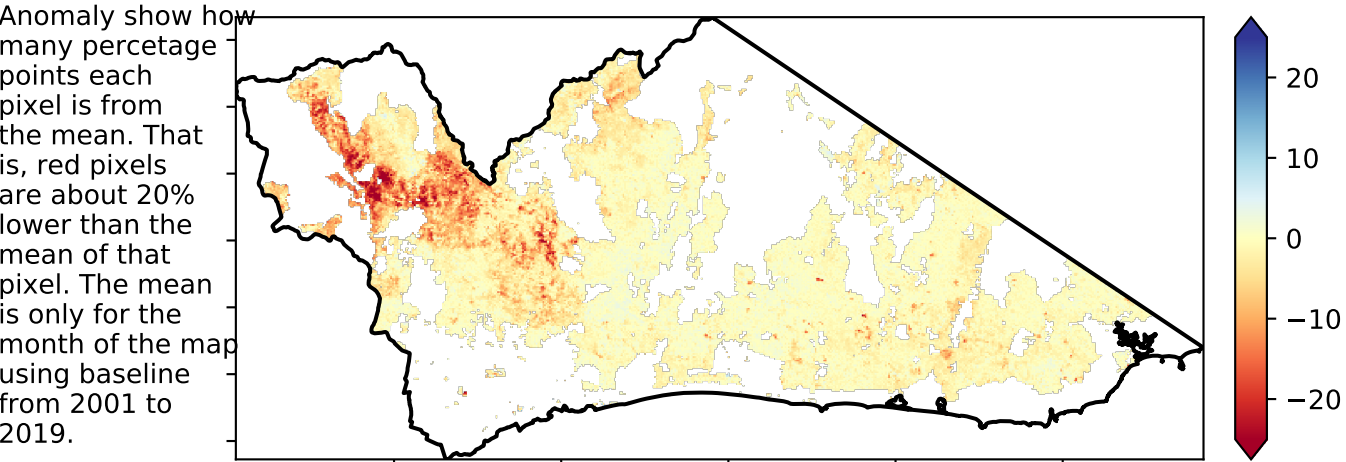 Anomaly show how
many percetage
points each
pixel is from
the mean. That
is, red pixels
are about 20%
lower than the
mean of that
pixel. The mean
is only for the
month of the map
using baseline
from 2001 to
2019.
20
10
0
−10
−20